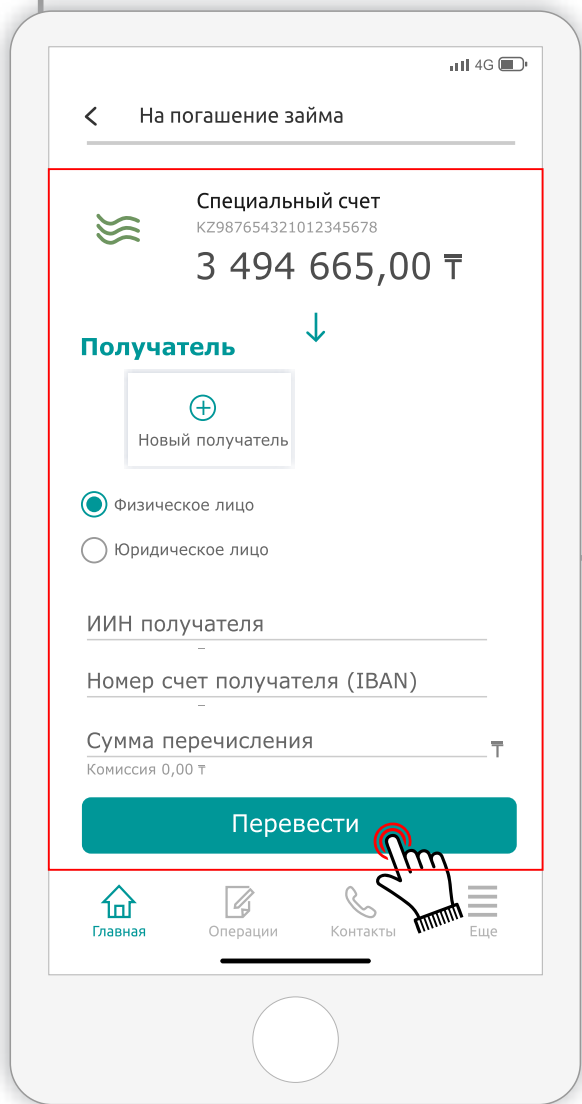 4G
На погашение займа
Специальный счет
KZ987654321012345678
3 494 665,00 ₸
Получатель
Новый получатель
Физическое лицо
Юридическое лицо
ИИН получателя
Номер счет получателя (IBAN)
Сумма перечисления ₸
Комиссия 0,00 ₸
Перевести
Главная Операции Контакты Еще